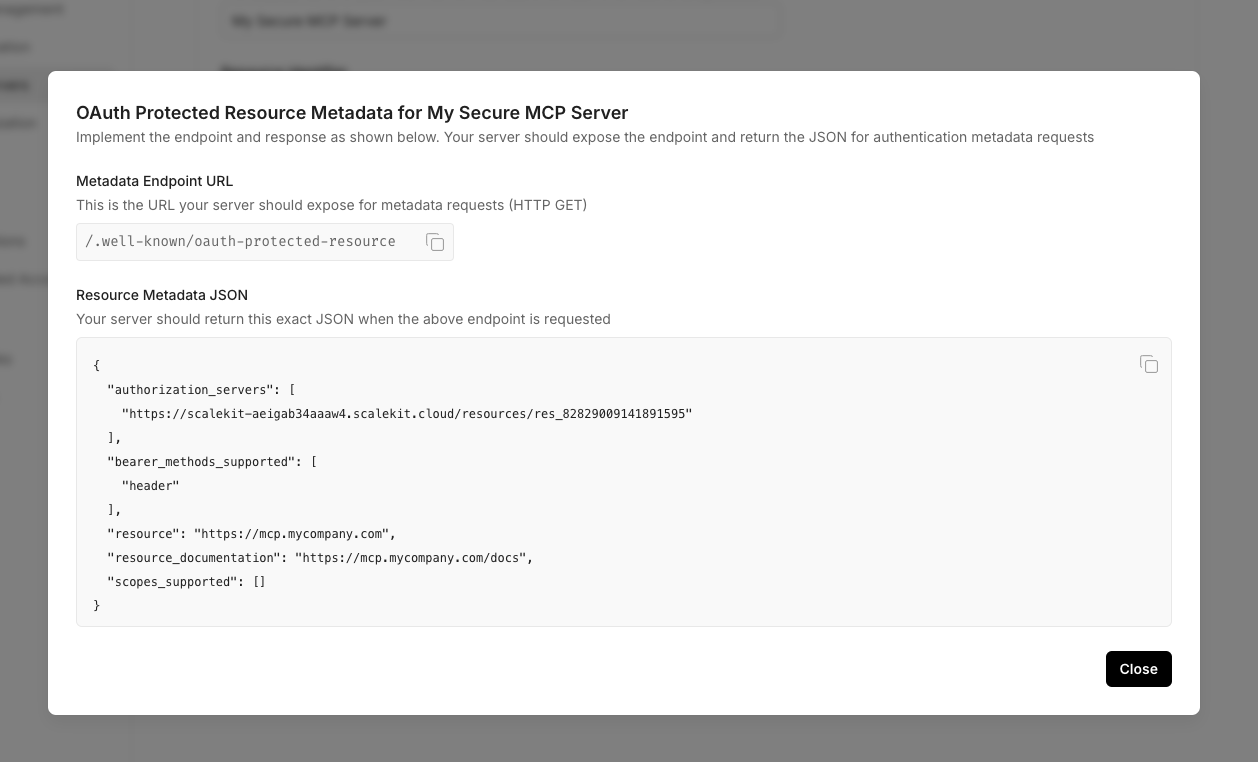 My Secure MCP Server
OAuth Protected Resource Metadata for My Secure MCP Server
Implement the endpoint and response as shown below. Your server should expose the endpoint and return the JSON for authentication metadata requests
Metadata Endpoint URL
This is the URL your server should expose for metadata requests (HTTP GET)
/.well-known/oauth-protected-resource
Resource Metadata JSON
Your server should return this exact JSON when the above endpoint is requested
{
"authorization_servers": [
"https://scalekit-aeigab34aaaw4.scalekit.cloud/resources/res_82829009141891595"
],
"bearer_methods_supported": [
"header"
],
"resource": "https://mcp.mycompany.com",
"resource_documentation": "https://mcp.mycompany.com/docs",
"scopes_supported": []
}
Close